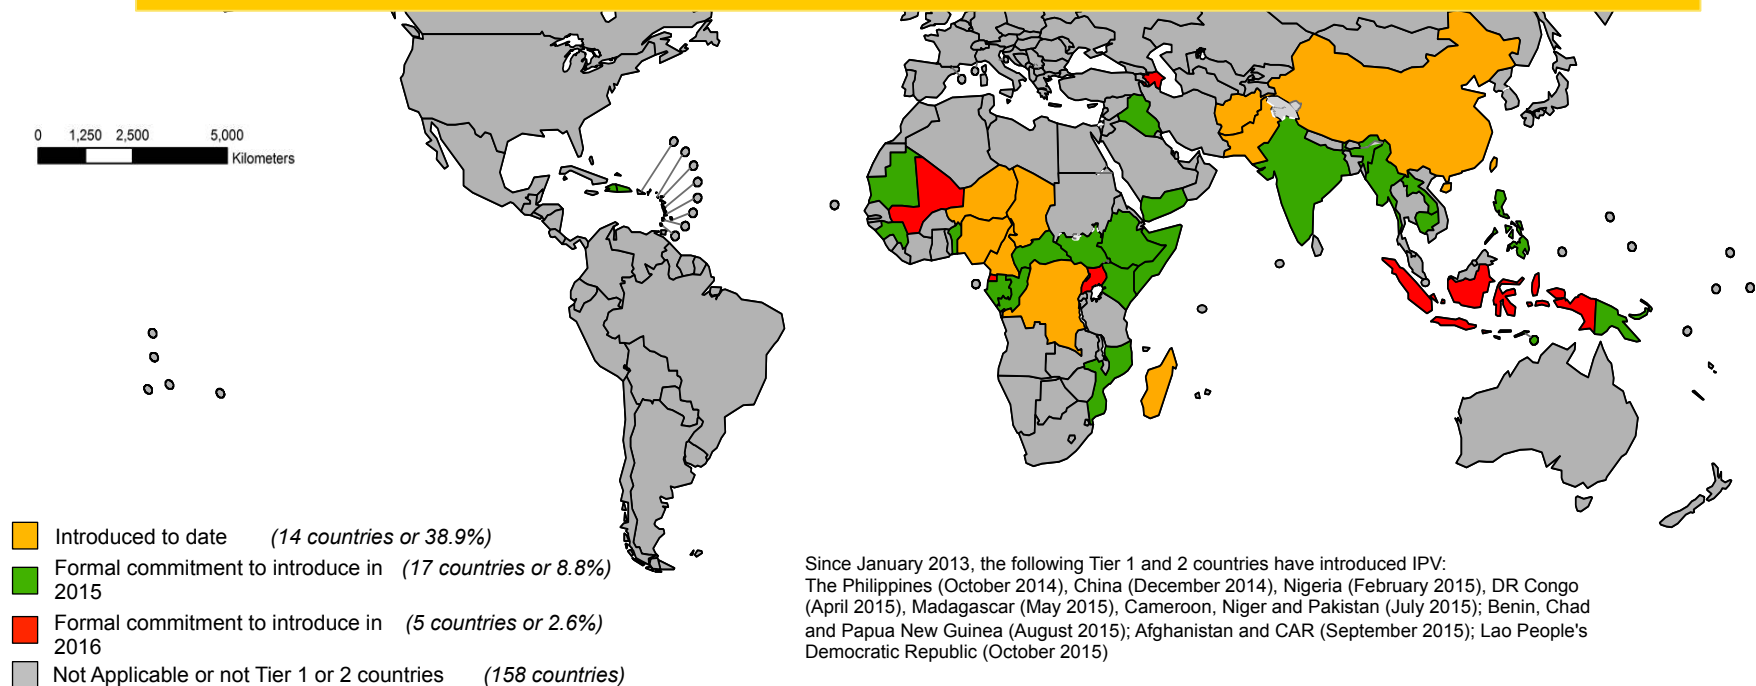 0 1,250 2,500 5,000
Kilometers
Introduced to date (14 countries or 38.9%)
Formal commitment to introduce in (17 countries or 8.8%)
2015
Formal commitment to introduce in (5 countries or 2.6%)
2016
Not Applicable or not Tier 1 or 2 countries (158 countries)
Since January 2013, the following Tier 1 and 2 countries have introduced IPV:
The Philippines (October 2014), China (December 2014), Nigeria (February 2015), DR Congo
(April 2015), Madagascar (May 2015), Cameroon, Niger and Pakistan (July 2015); Benin, Chad
and Papua New Guinea (August 2015); Afghanistan and CAR (September 2015); Lao People's
Democratic Republic (October 2015)